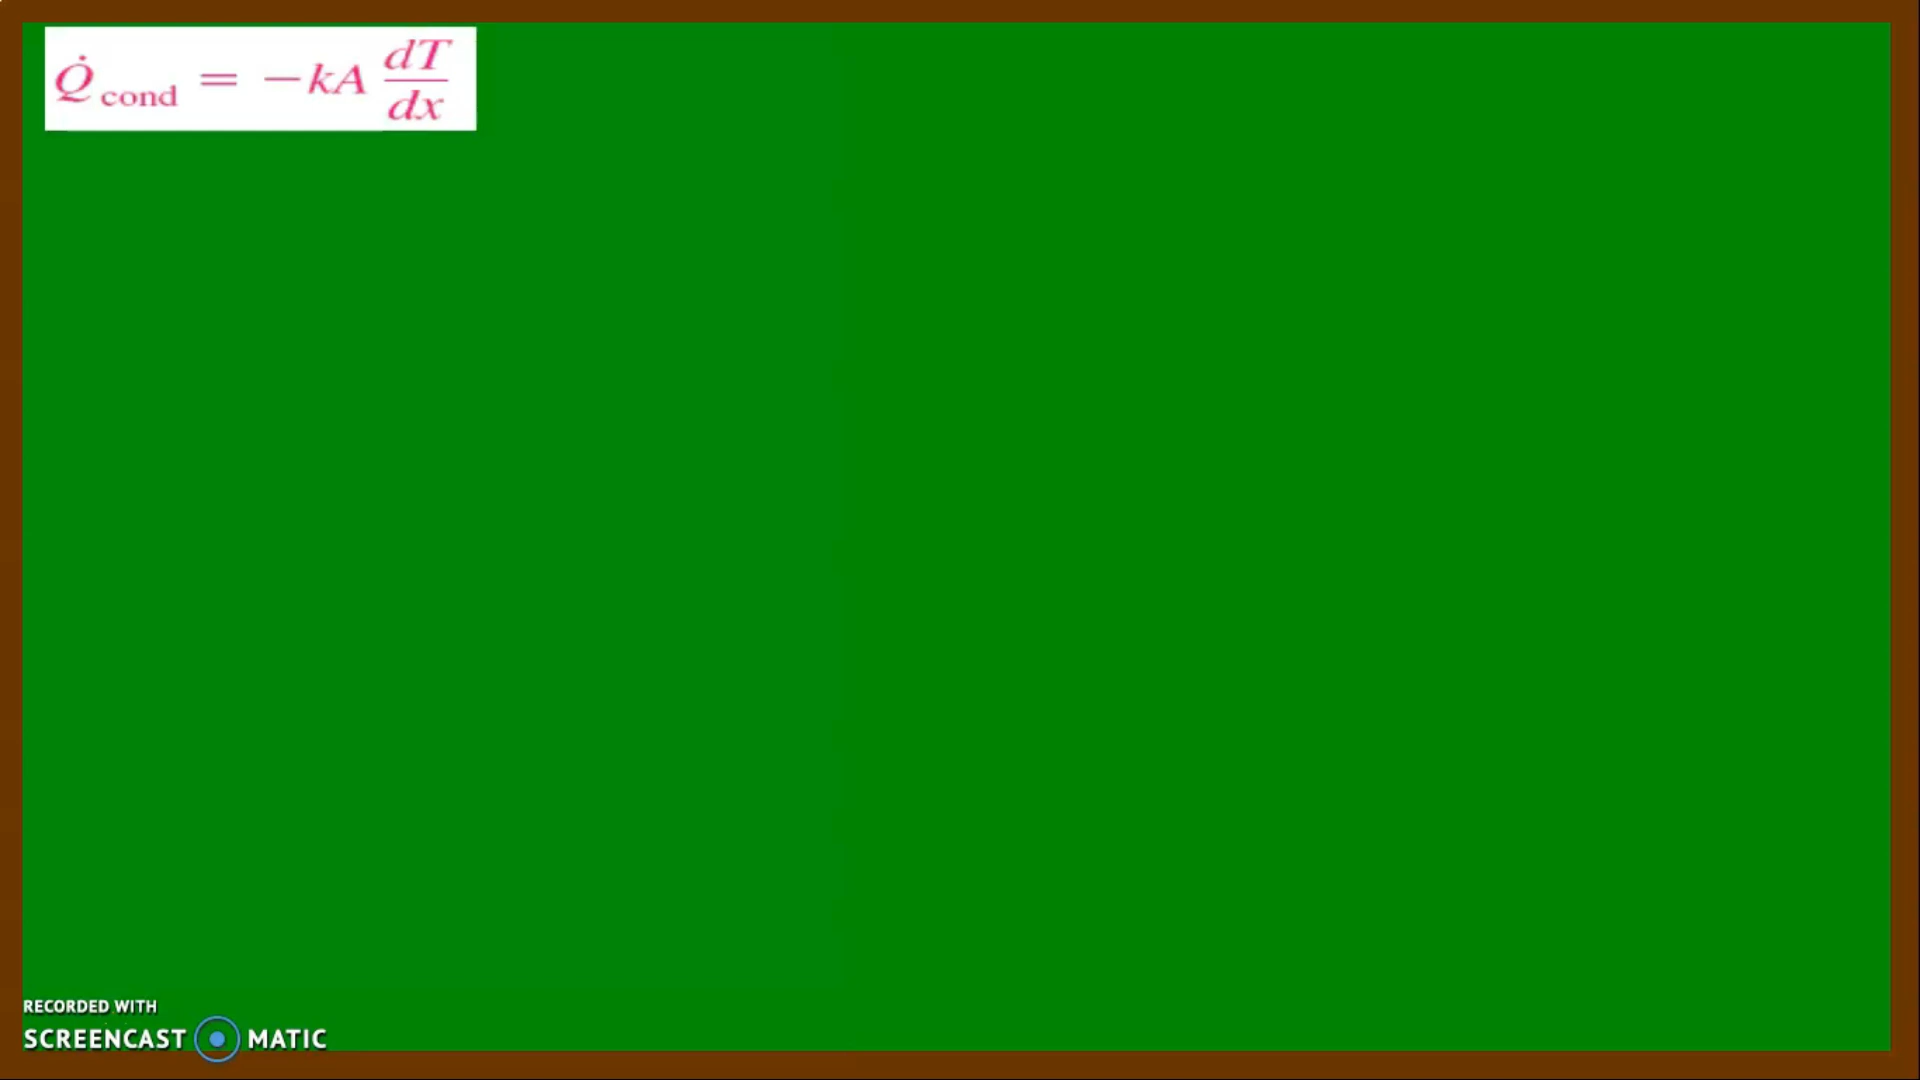 Q̇ cond = −kA dT/dx
RECORDED WITH
SCREENCAST MATIC